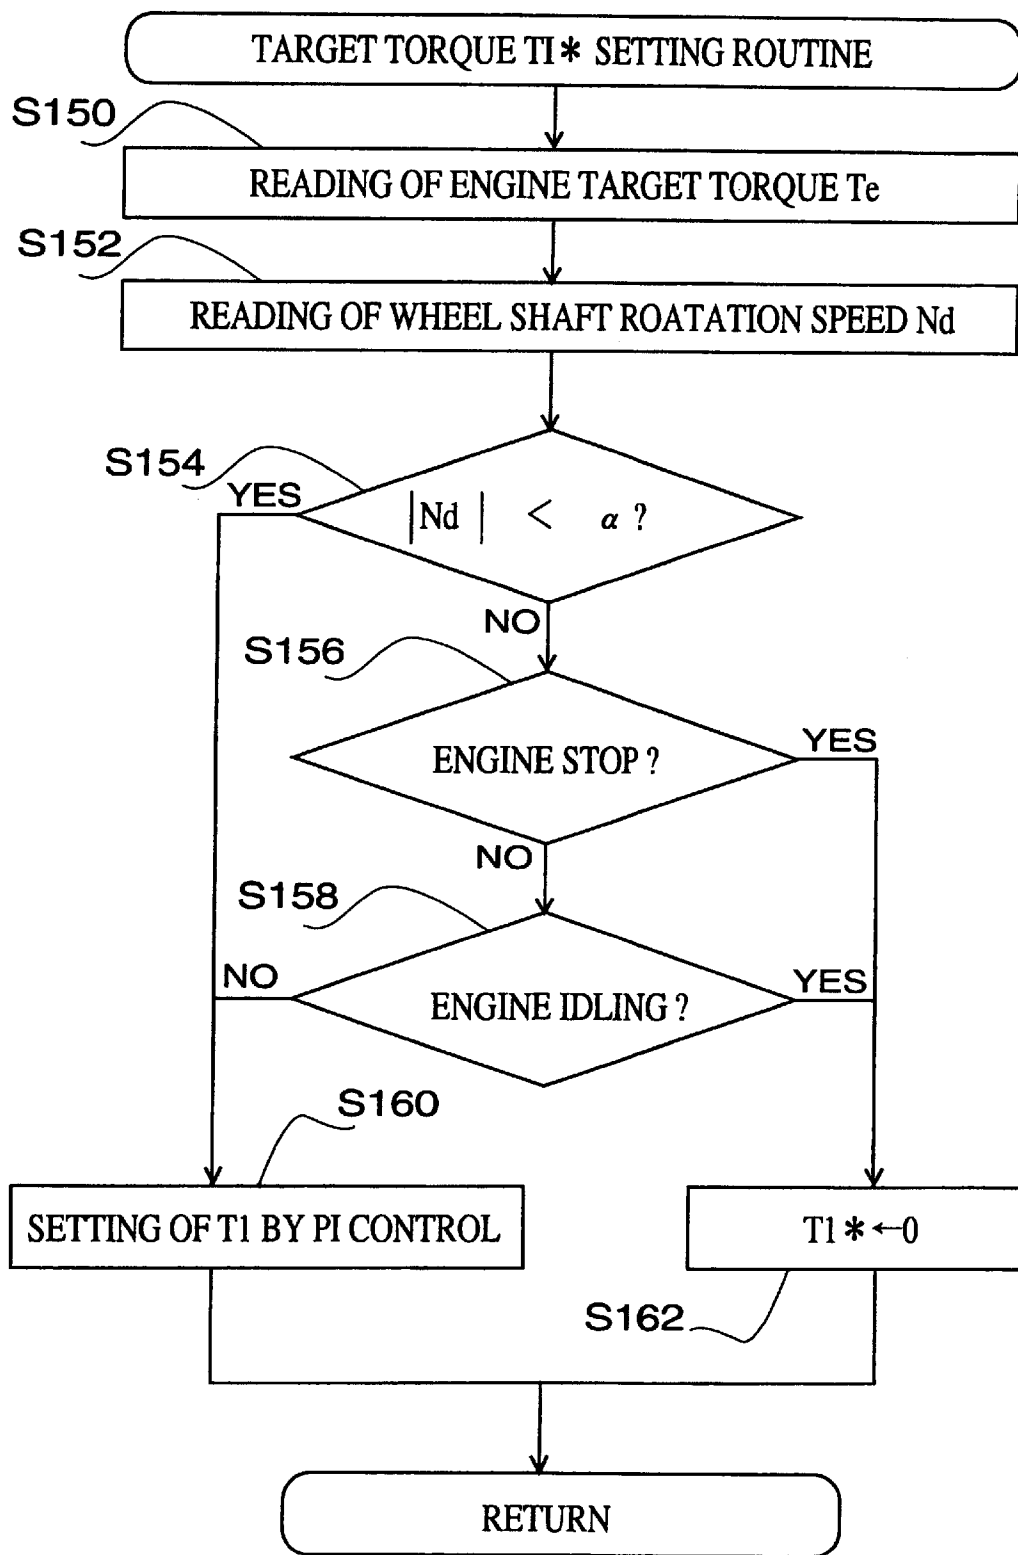 TARGET TORQUE TI* SETTING ROUTINE
S150
READING OF ENGINE TARGET TORQUE Te
S152
READING OF WHEEL SHAFT ROATATION SPEED Nd
S154
YES
|Nd| < α ?
NO
S156
ENGINE STOP ?
YES
NO
S158
NO
ENGINE IDLING ?
YES
S160
SETTING OF T1 BY PI CONTROL
T1*←0
S162
RETURN